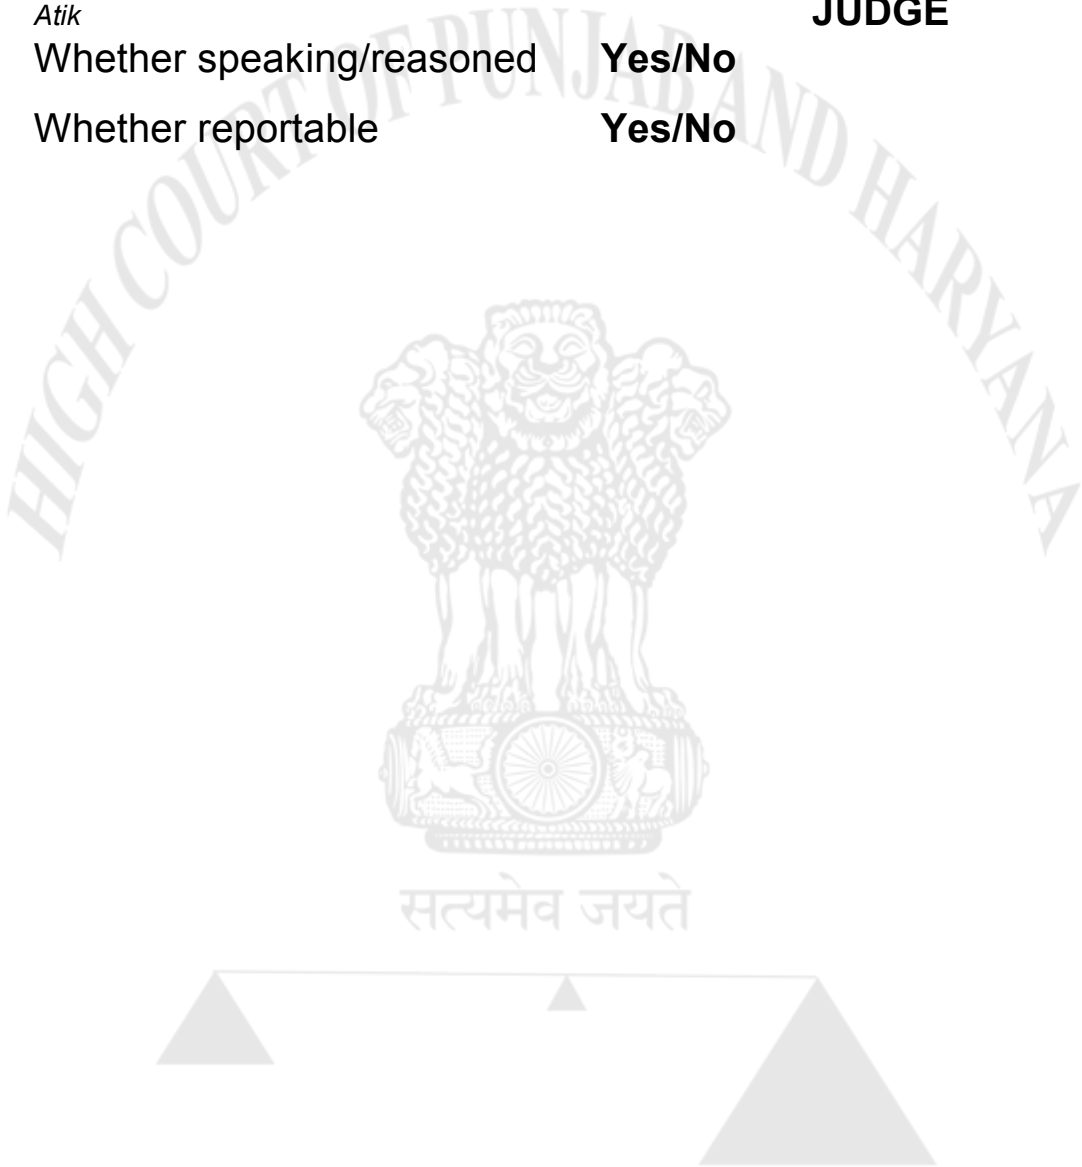 Atik JUDGE
Whether speaking/reasoned Yes/No
Whether reportable Yes/No
HIGH COURT OF PUNJAB AND HARYANA
सत्यमेव जयते